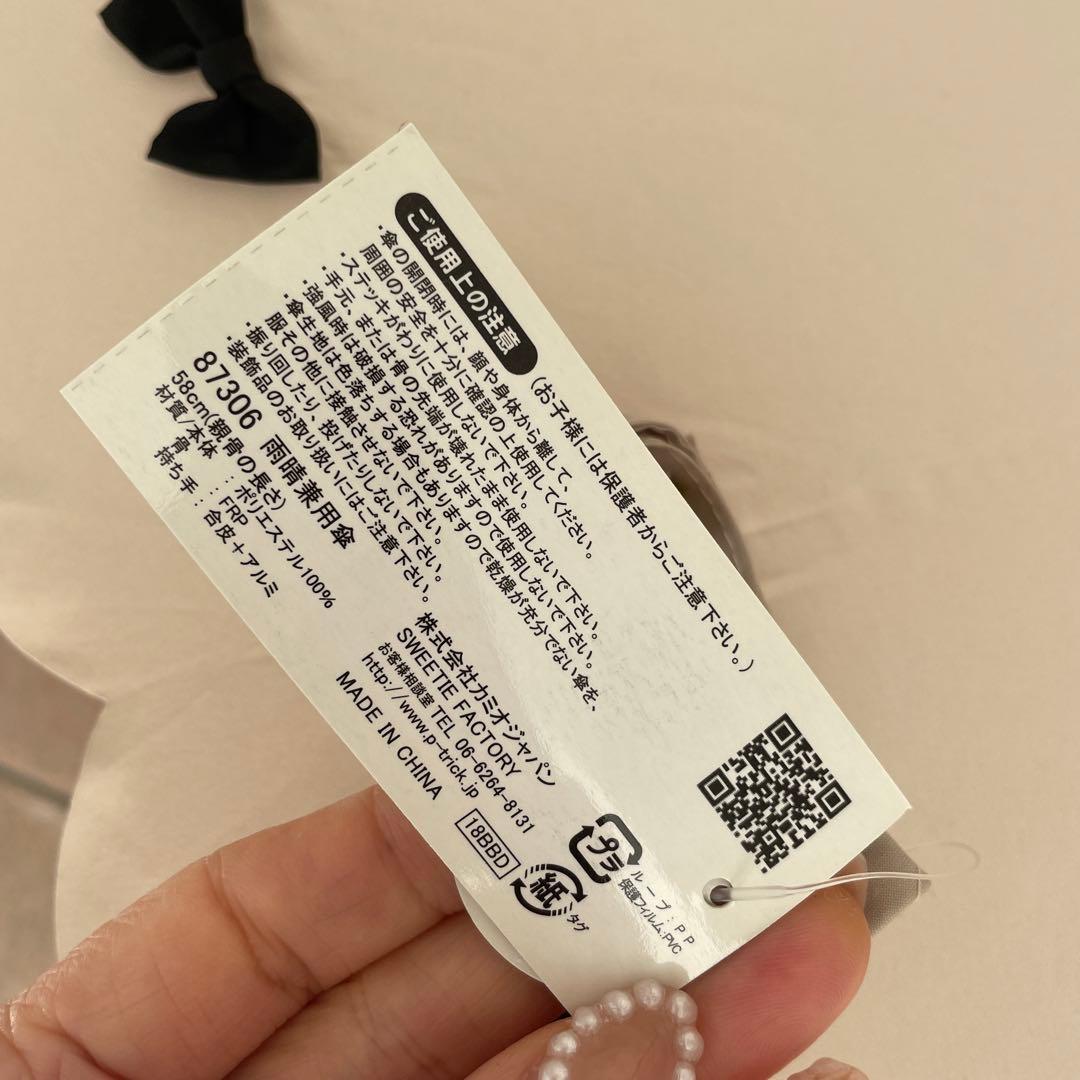 ご使用上の注意
(お子様には保護者からご注意下さい。)
・傘の開閉時には、顔や身体から離して、
周囲の安全を十分に確認の上使用してください。
・ステッキがわりに使用しないで下さい。
・手元、または骨の先端が壊れたまま使用しないで下さい。
・強風時は破損する恐れがありますので使用しないで下さい。
・傘生地は色落ちする場合もありますので乾燥が充分でない傘を、
服その他に接触させないで下さい。
・振り回したり、投げたりしないで下さい。
・装飾品のお取り扱いにはご注意下さい。
87306 雨晴兼用傘
58cm(親骨の長さ)
材質/本体 : ポリエステル100%
骨 : FRP
持ち手 : 合皮+アルミ
株式会社カミオジャパン
SWEETIE FACTORY
お客様相談室 TEL 06-6264-8131
http://www.p-trick.jp
MADE IN CHINA
18BBD
プラ
ループ:PP
保護フィルム:PVC
紙
タグ